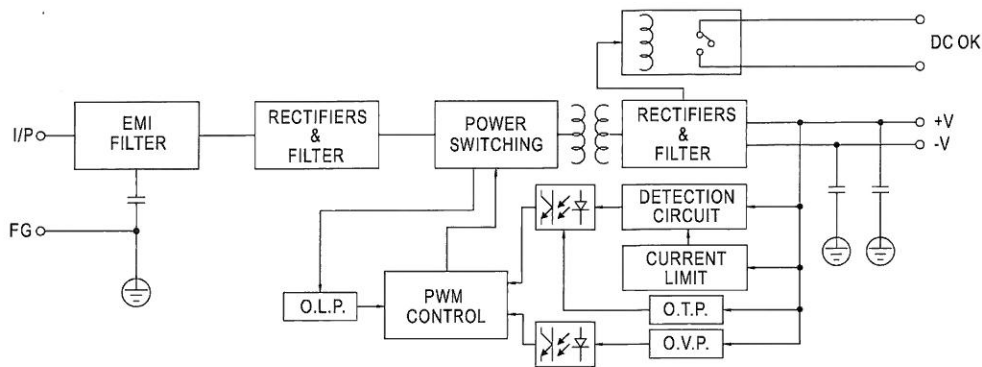 DC OK
I/P
EMI
FILTER
RECTIFIERS
&
FILTER
POWER
SWITCHING
RECTIFIERS
&
FILTER
+V
-V
DETECTION
CIRCUIT
FG
CURRENT
LIMIT
O.L.P.
PWM
CONTROL
O.T.P.
O.V.P.